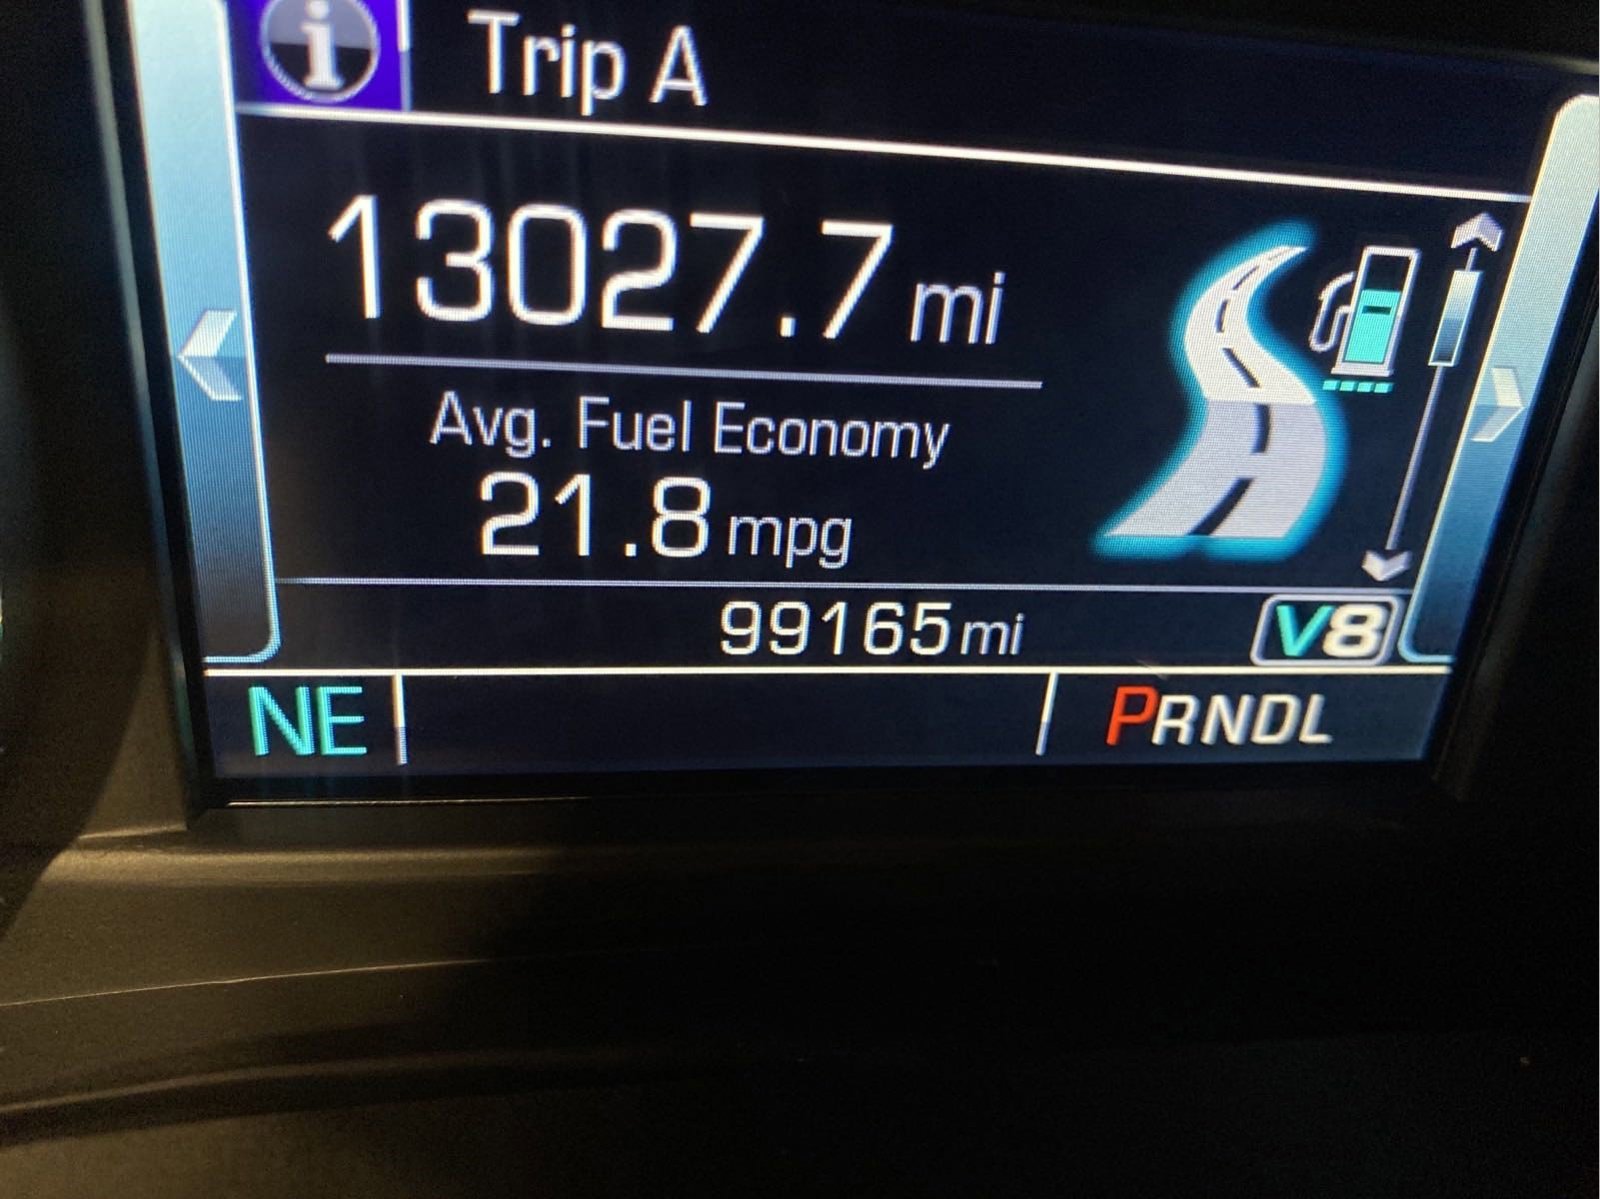 Trip A
13027.7 mi
Avg. Fuel Economy
21.8 mpg
99165 mi V8
NE PRNDL